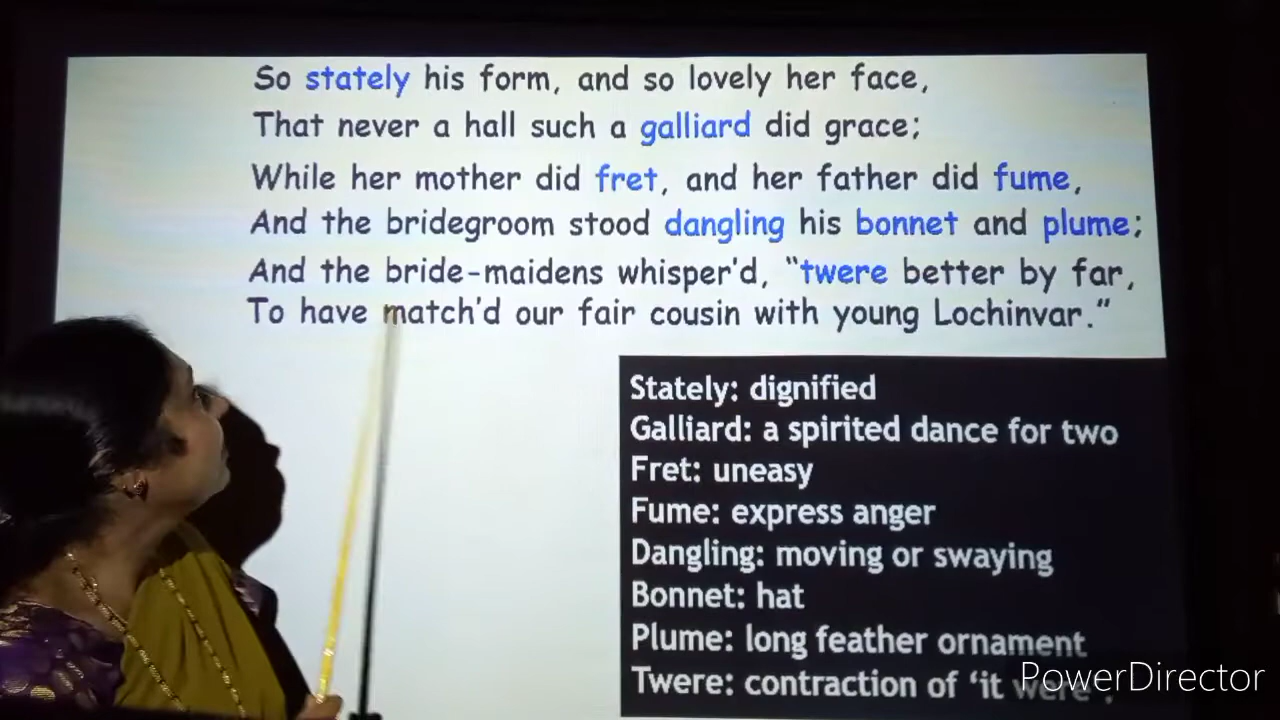 So stately his form, and so lovely her face,
That never a hall such a galliard did grace;
While her mother did fret, and her father did fume,
And the bridegroom stood dangling his bonnet and plume;
And the bride-maidens whisper'd, “twere better by far,
To have match'd our fair cousin with young Lochinvar.”
Stately: dignified
Galliard: a spirited dance for two
Fret: uneasy
Fume: express anger
Dangling: moving or swaying
Bonnet: hat
Plume: long feather ornament
Twere: contraction of ‘it were’.
PowerDirector